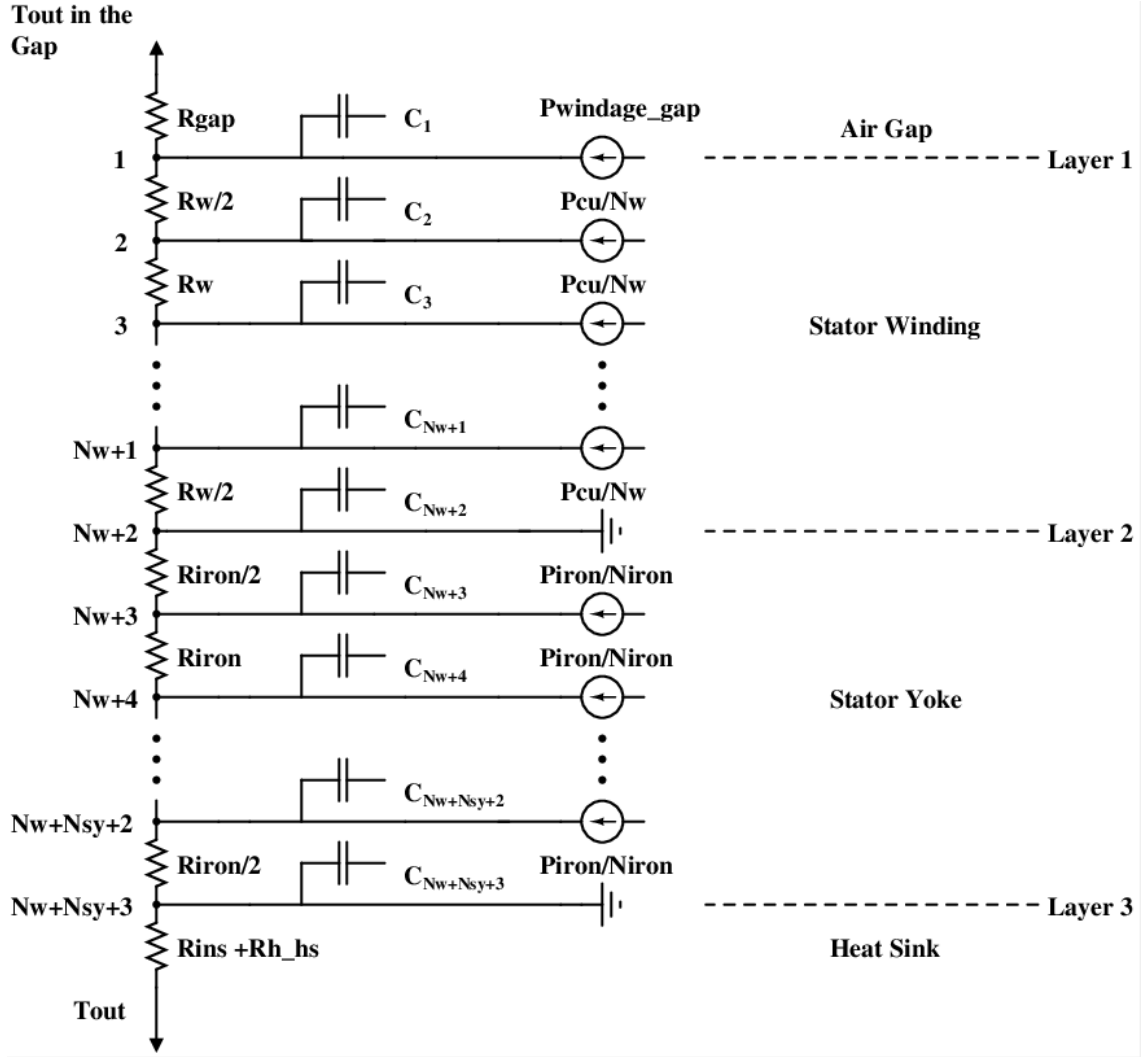 Tout in the
Gap
Rgap
C1
Pwindage_gap
Air Gap
1
Layer 1
Rw/2
C2
Pcu/Nw
2
Rw
C3
Pcu/Nw
3
Stator Winding
CNw+1
Nw+1
Rw/2
CNw+2
Pcu/Nw
Nw+2
Layer 2
Riron/2
CNw+3
Piron/Niron
Nw+3
Riron
CNw+4
Piron/Niron
Nw+4
Stator Yoke
CNw+Nsy+2
Nw+Nsy+2
Riron/2
CNw+Nsy+3
Piron/Niron
Nw+Nsy+3
Layer 3
Rins +Rh_hs
Heat Sink
Tout